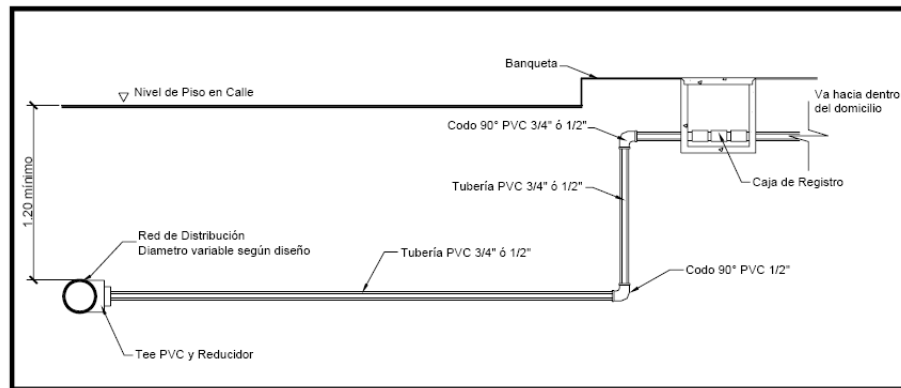 Banqueta
Nivel de Piso en Calle
Va hacia dentro
del domicilio
Codo 90° PVC 3/4" ó 1/2"
Caja de Registro
Tubería PVC 3/4" ó 1/2"
1.20 mínimo
Red de Distribución
Diametro variable según diseño
Tubería PVC 3/4" ó 1/2"
Codo 90° PVC 1/2"
Tee PVC y Reducidor